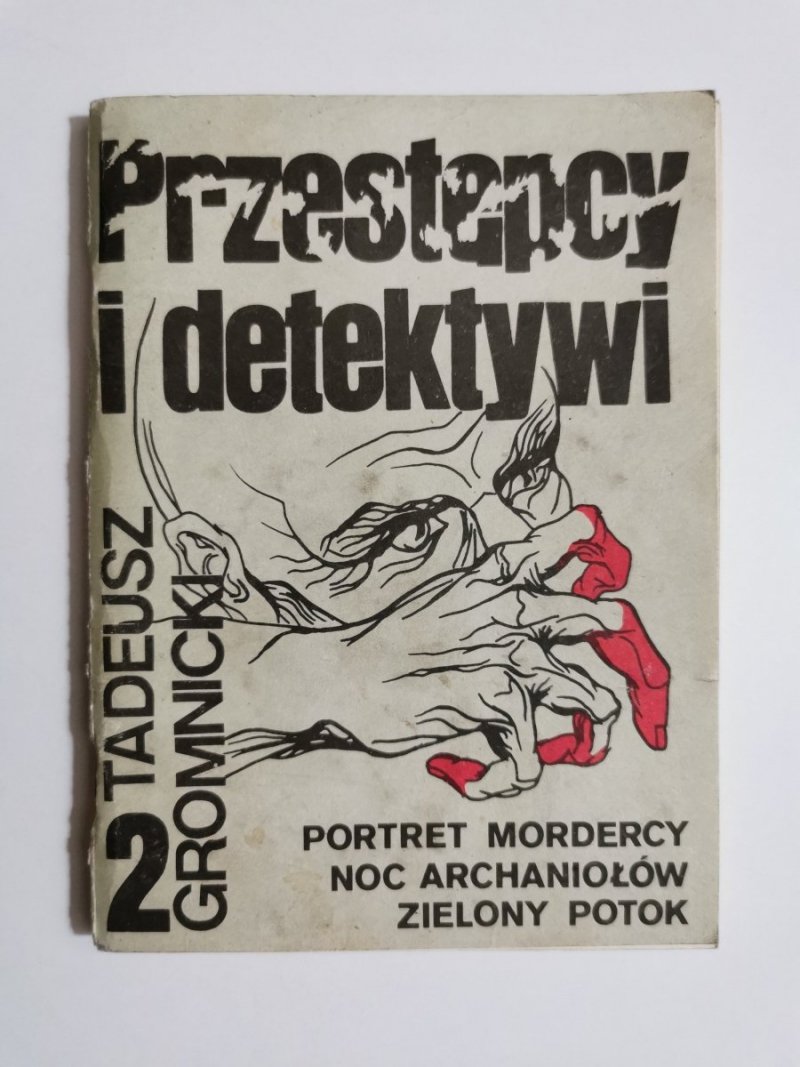 Przestępcy
i detektywi
TADEUSZ
GROMNICKI
2
PORTRET MORDERCY
NOC ARCHANIOŁÓW
ZIELONY POTOK